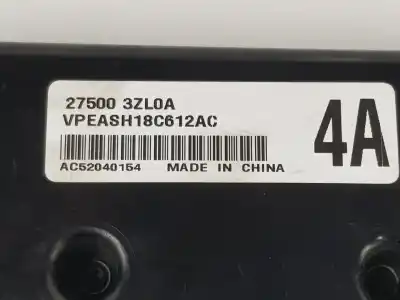 27500 3ZL0A
VPEASH18C612AC
AC52040154 MADE IN CHINA
4A